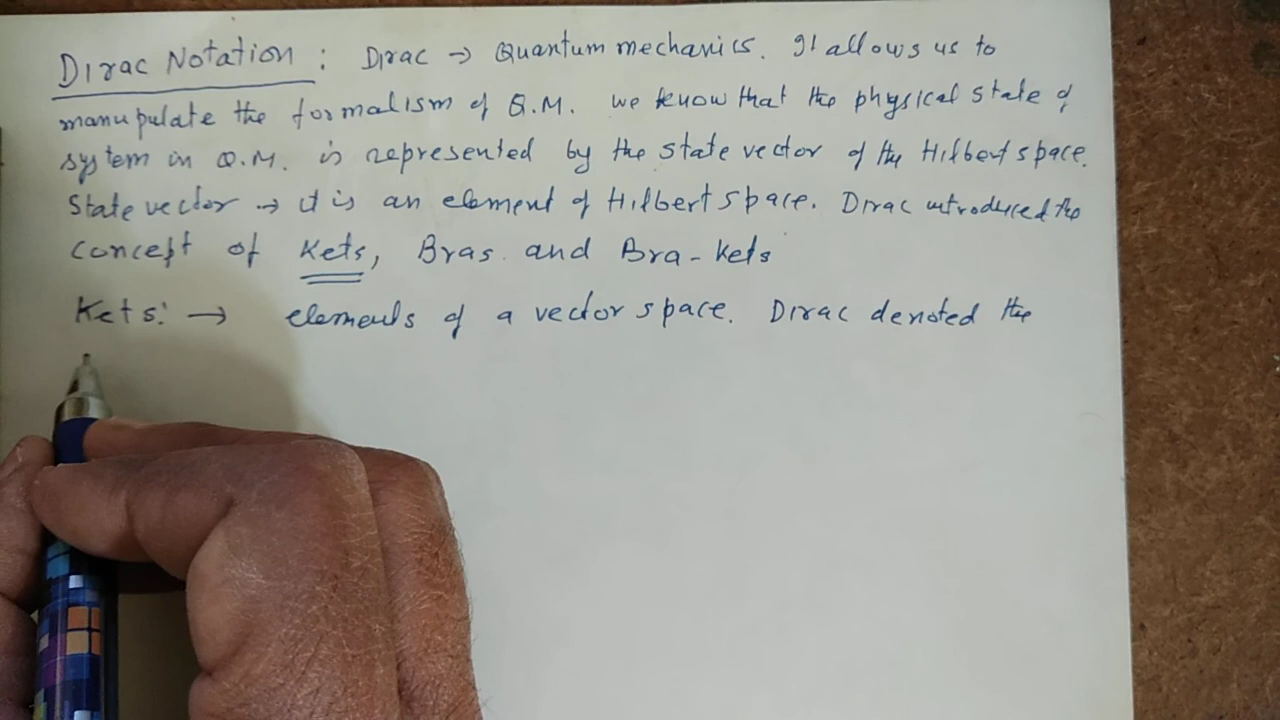 Dirac Notation : Dirac → Quantum mechanics. It allows us to
manupulate the formalism of Q.M. we know that the physical state of
system in Q.M. is represented by the state vector of the Hilbert space.
State vector → it is an element of Hilbert space. Dirac introduced the
concept of Kets, Bras and Bra-kets
Kets: → elements of a vector space. Dirac denoted the